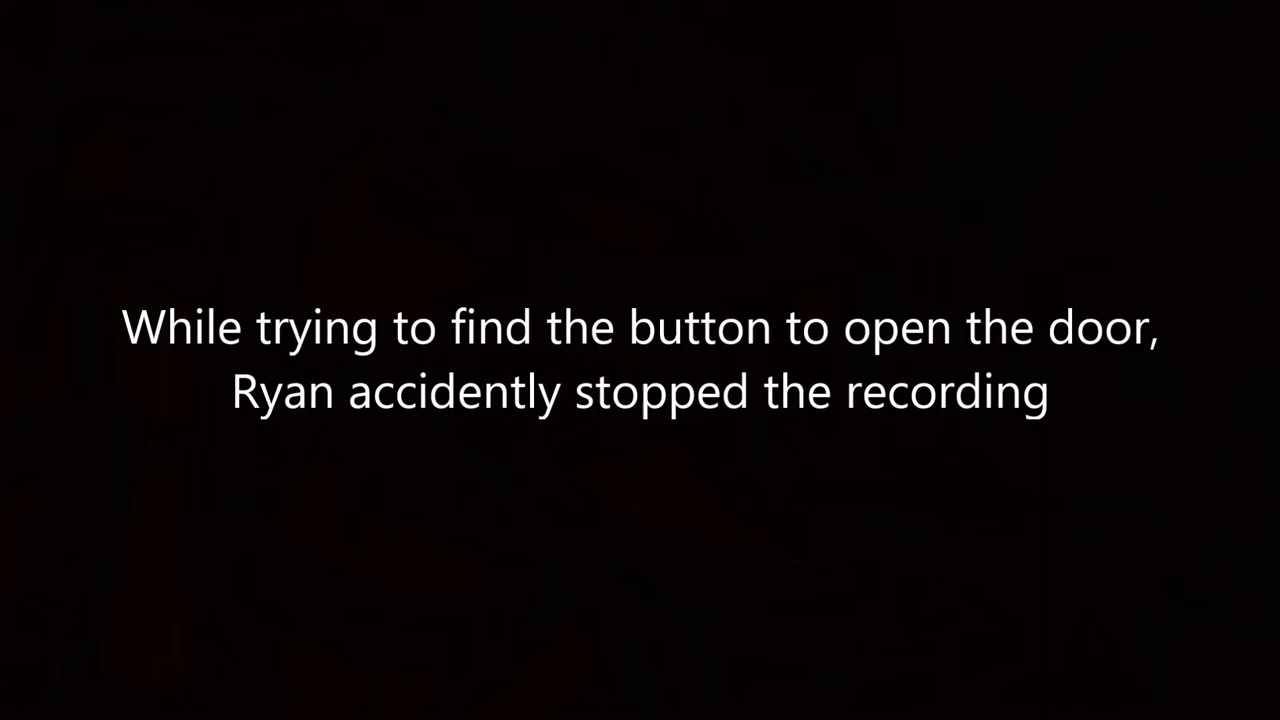 While trying to find the button to open the door,
Ryan accidently stopped the recording